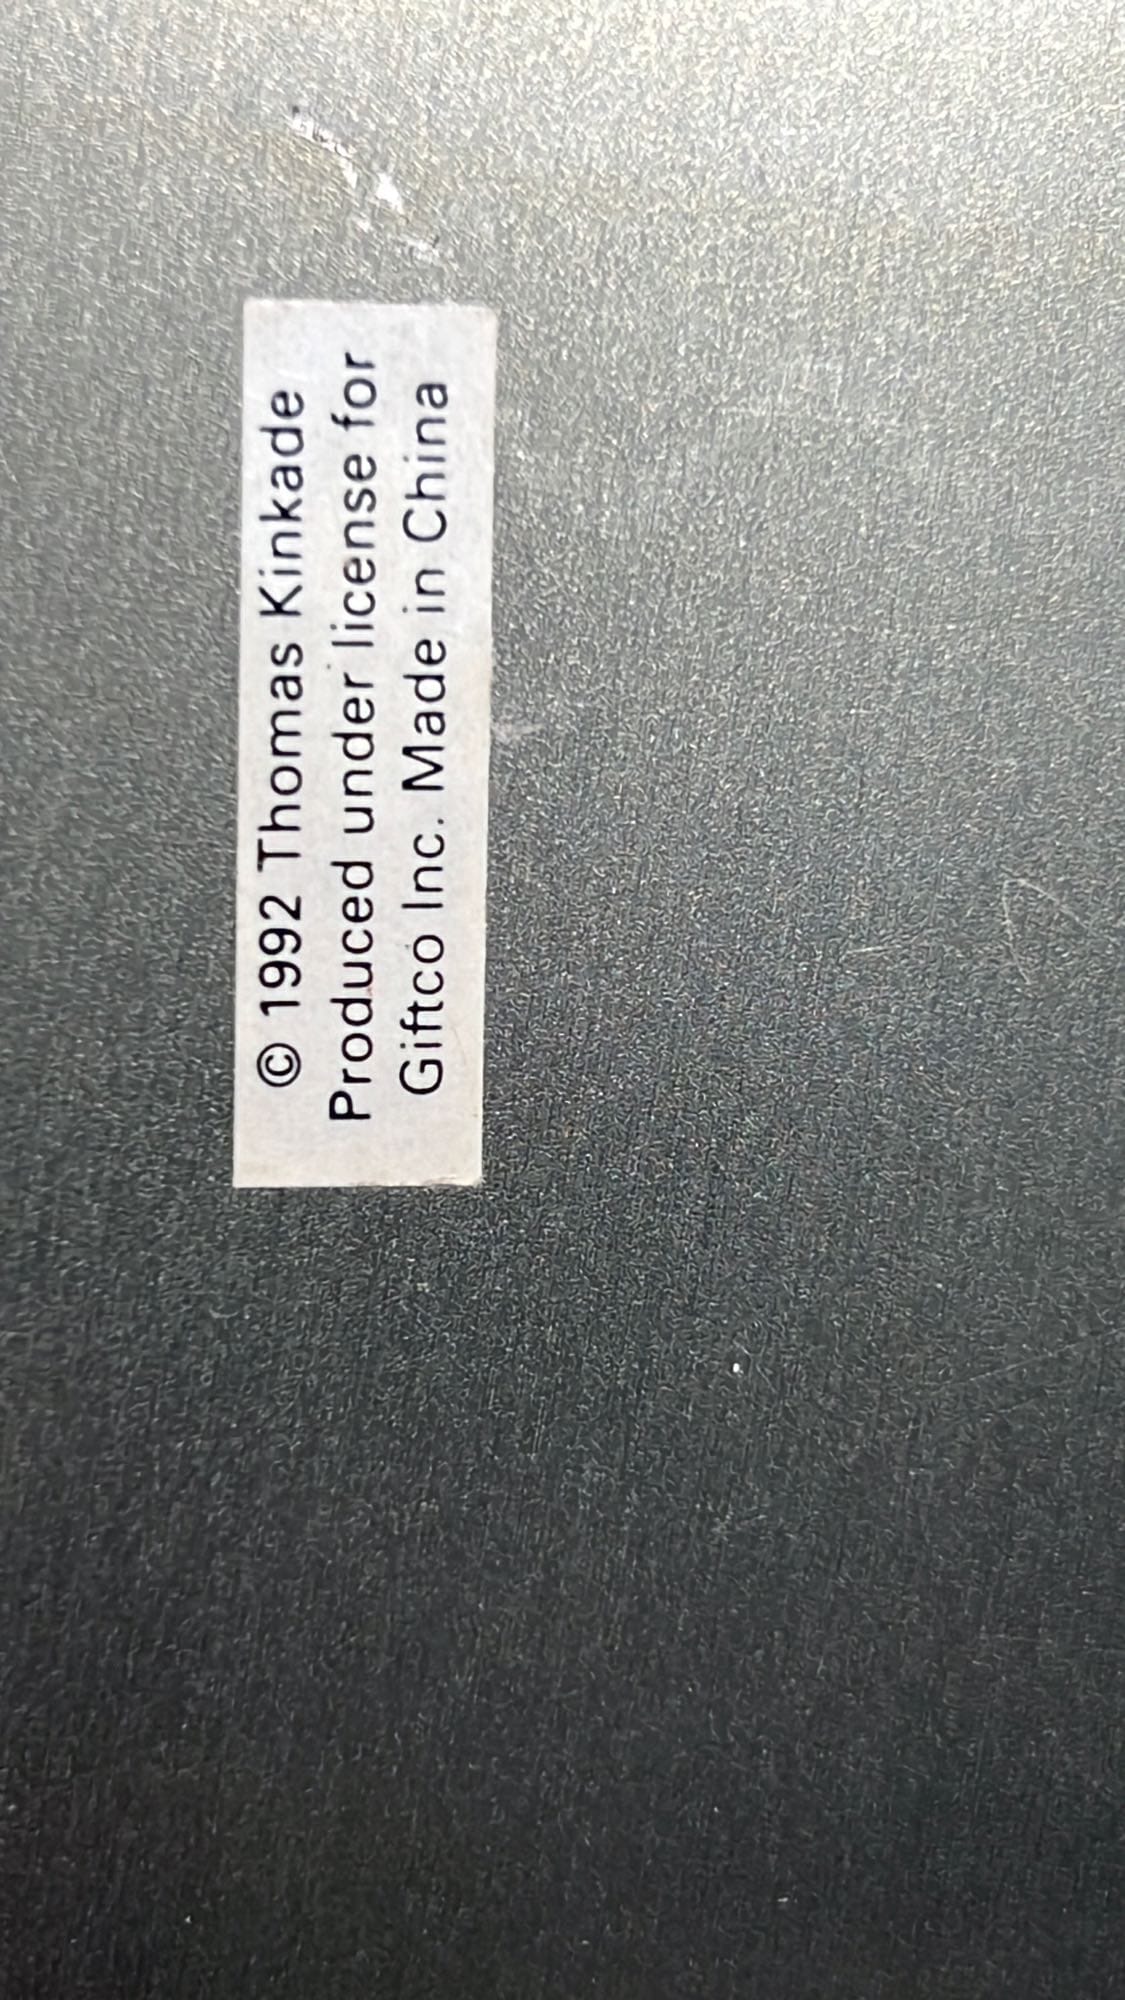 © 1992 Thomas Kinkade
Produced under license for
Giftco Inc. Made in China